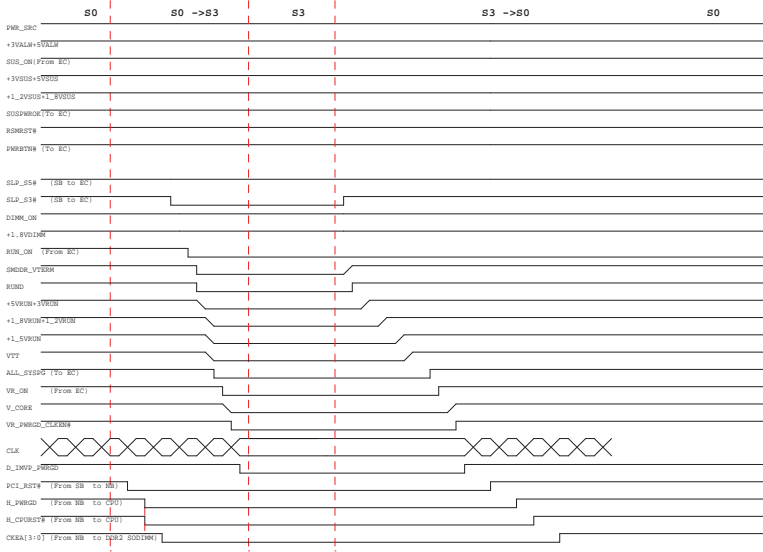 S0 S0 ->S3 S3 S3 ->S0 S0
PWR_SRC
+3VALW+5VALW
SUS_ON(From EC)
+3VSUS+5VSUS
+1_2VSUS+1_8VSUS
SUSPWROK(To EC)
RSMRST#
PWRBTN# (To EC)
SLP_S5# (SB to EC)
SLP_S3# (SB to EC)
DIMM_ON
+1.8VDIMM
RUN_ON (From EC)
SMDDR_VTERM
RUND
+5VRUN+3VRUN
+1_8VRUN+1_2VRUN
+1_5VRUN
VTT
ALL_SYSPG (To EC)
VR_ON (From EC)
V_CORE
VR_PWRGD_CLKEN#
CLK
D_IMVP_PWRGD
PCI_RST# (From SB to NB)
H_PWRGD (From NB to CPU)
H_CPURST# (From NB to CPU)
CKEA[3:0] (From NB to DDR2 SODIMM)